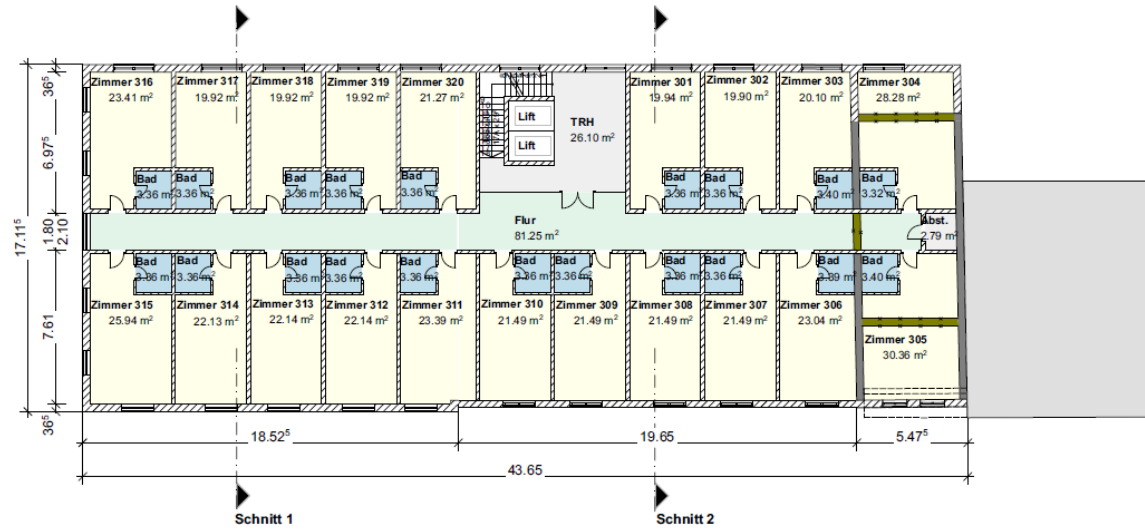 Zimmer 316
23.41 m²
Zimmer 317
19.92 m²
Zimmer 318
19.92 m²
Zimmer 319
19.92 m²
Zimmer 320
21.27 m²
Lift
Lift
TRH
26.10 m²
Zimmer 301
19.94 m²
Zimmer 302
19.90 m²
Zimmer 303
20.10 m²
Zimmer 304
28.28 m²
Bad
3.36 m²
Bad
3.36 m²
Bad
3.36 m²
Bad
3.36 m²
Bad
3.36 m²
Bad
3.36 m²
Bad
3.36 m²
Bad
3.40 m²
Bad
3.32 m²
Flur
81.25 m²
Abst.
2.79 m²
Bad
3.36 m²
Bad
3.36 m²
Bad
3.36 m²
Bad
3.36 m²
Bad
3.36 m²
Bad
3.36 m²
Bad
3.36 m²
Bad
3.36 m²
Bad
3.36 m²
Bad
3.39 m²
Bad
3.40 m²
Zimmer 315
25.94 m²
Zimmer 314
22.13 m²
Zimmer 313
22.14 m²
Zimmer 312
22.14 m²
Zimmer 311
23.39 m²
Zimmer 310
21.49 m²
Zimmer 309
21.49 m²
Zimmer 308
21.49 m²
Zimmer 307
21.49 m²
Zimmer 306
23.04 m²
Zimmer 305
30.36 m²
36⁵
6.97⁵
1.80
2.10
7.61
36⁵
17.11⁵
18.52⁵
19.65
5.47⁵
43.65
Schnitt 1
Schnitt 2